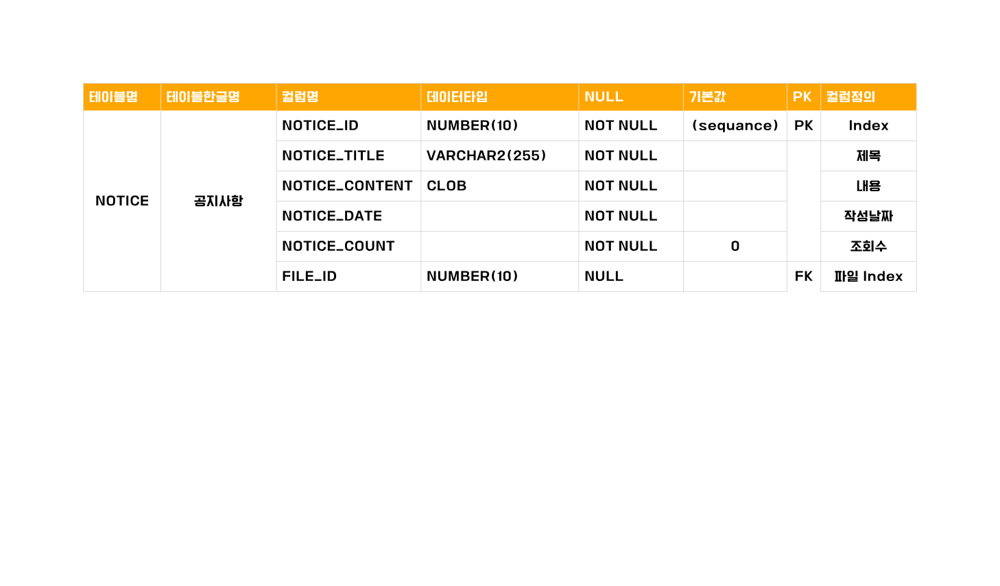 테이블명 테이블한글명 컬럼명 데이터타입 NULL 기본값 PK 컬럼정의
NOTICE_ID NUMBER(10) NOT NULL (sequance) PK Index
NOTICE_TITLE VARCHAR2(255) NOT NULL 제목
NOTICE_CONTENT CLOB NOT NULL 내용
NOTICE 공지사항
NOTICE_DATE NOT NULL 작성날짜
NOTICE_COUNT NOT NULL 0 조회수
FILE_ID NUMBER(10) NULL FK 파일 Index